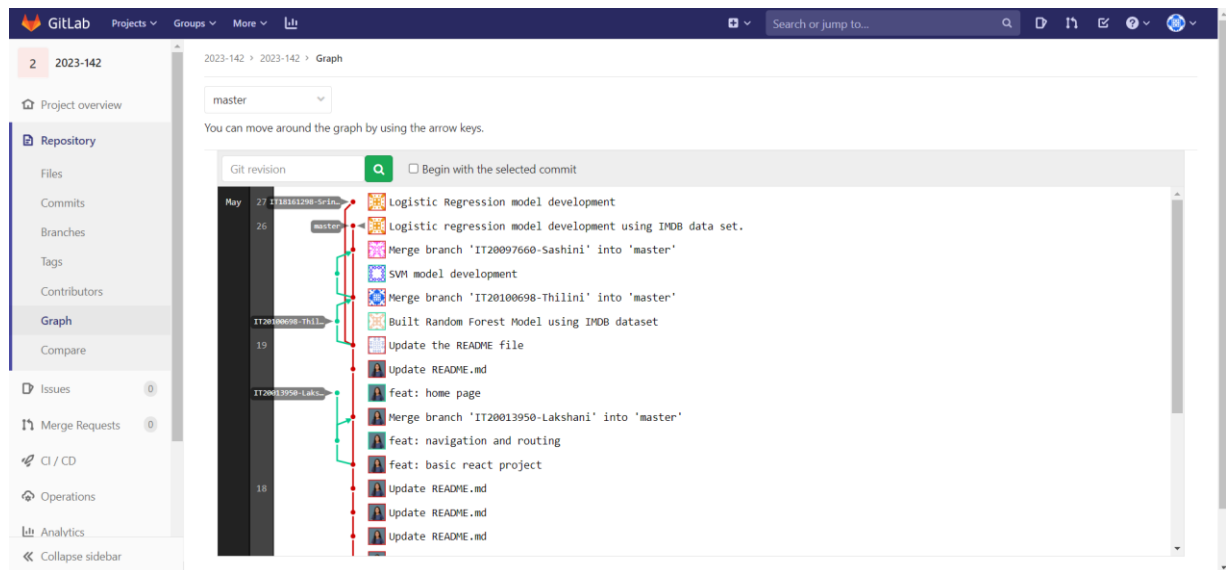 GitLab Projects Groups More Search or jump to...
2 2023-142
Project overview
Repository
Files
Commits
Branches
Tags
Contributors
Graph
Compare
Issues 0
Merge Requests 0
CI / CD
Operations
Analytics
Collapse sidebar
2023-142 > 2023-142 > Graph
master
You can move around the graph by using the arrow keys.
Git revision Begin with the selected commit
May 27 IT18161298-Srin… Logistic Regression model development
26 master Logistic regression model development using IMDB data set.
Merge branch 'IT20097660-Sashini' into 'master'
SVM model development
Merge branch 'IT20100698-Thilini' into 'master'
IT20100698-Thil… Built Random Forest Model using IMDB dataset
19 Update the README file
Update README.md
IT20013950-Laks… feat: home page
Merge branch 'IT20013950-Lakshani' into 'master'
feat: navigation and routing
feat: basic react project
18 Update README.md
Update README.md
Update README.md